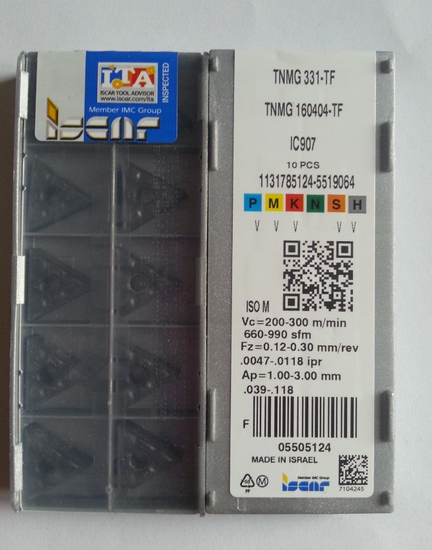 ITA
ISCAR TOOL ADVISOR
www.iscar.com/ita
INSPECTED
Member IMC Group
iscar
TNMG 331-TF
TNMG 160404-TF
IC907
10 PCS
1131785124-5519064
P M K N S H
V V V V V
ISO M
Vc=200-300 m/min
660-990 sfm
Fz=0.12-0.30 mm/rev
.0047-.0118 ipr
Ap=1.00-3.00 mm
.039-.118
F
05505124
MADE IN ISRAEL
PP
M
Member IMC Group
iscar
7104245